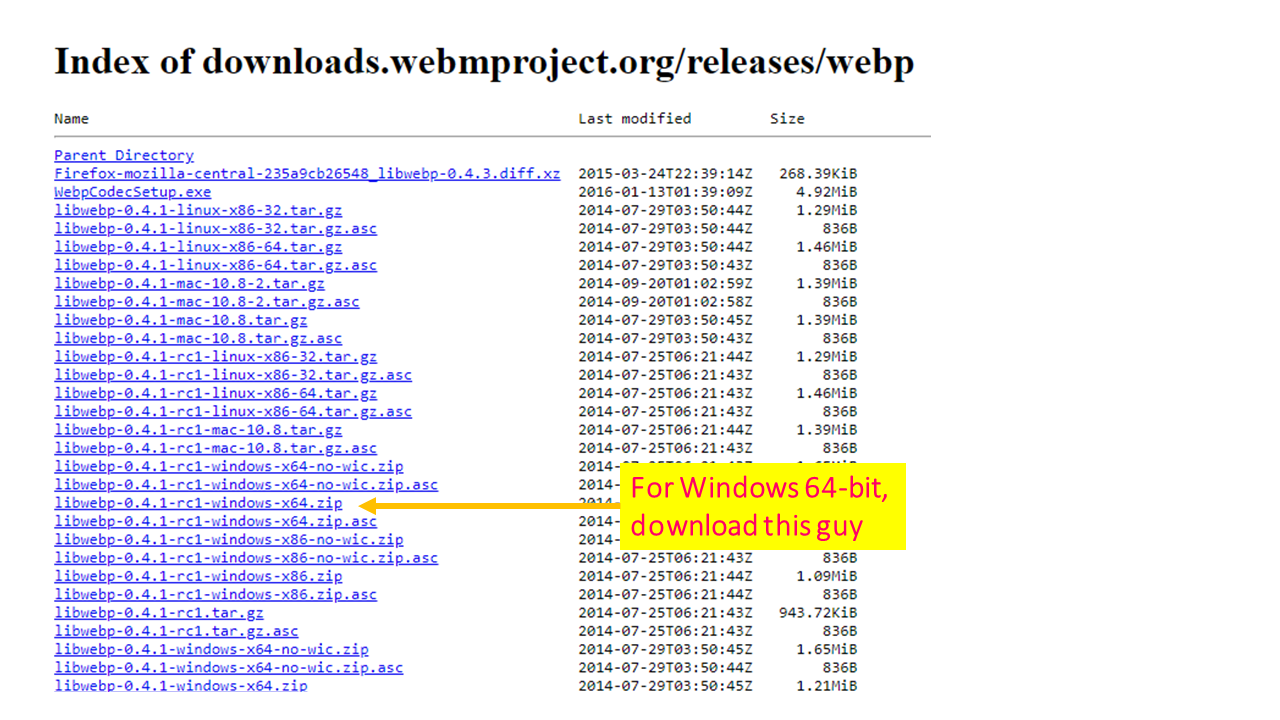 Index of downloads.webmproject.org/releases/webp
Name Last modified Size
Parent Directory
Firefox-mozilla-central-235a9cb26548_libwebp-0.4.3.diff.xz 2015-03-24T22:39:14Z 268.39KiB
WebpCodecSetup.exe 2016-01-13T01:39:09Z 4.92MiB
libwebp-0.4.1-linux-x86-32.tar.gz 2014-07-29T03:50:44Z 1.29MiB
libwebp-0.4.1-linux-x86-32.tar.gz.asc 2014-07-29T03:50:44Z 836B
libwebp-0.4.1-linux-x86-64.tar.gz 2014-07-29T03:50:44Z 1.46MiB
libwebp-0.4.1-linux-x86-64.tar.gz.asc 2014-07-29T03:50:43Z 836B
libwebp-0.4.1-mac-10.8-2.tar.gz 2014-09-20T01:02:59Z 1.39MiB
libwebp-0.4.1-mac-10.8-2.tar.gz.asc 2014-09-20T01:02:58Z 836B
libwebp-0.4.1-mac-10.8.tar.gz 2014-07-29T03:50:45Z 1.39MiB
libwebp-0.4.1-mac-10.8.tar.gz.asc 2014-07-29T03:50:43Z 836B
libwebp-0.4.1-rc1-linux-x86-32.tar.gz 2014-07-25T06:21:44Z 1.29MiB
libwebp-0.4.1-rc1-linux-x86-32.tar.gz.asc 2014-07-25T06:21:43Z 836B
libwebp-0.4.1-rc1-linux-x86-64.tar.gz 2014-07-25T06:21:43Z 1.46MiB
libwebp-0.4.1-rc1-linux-x86-64.tar.gz.asc 2014-07-25T06:21:43Z 836B
libwebp-0.4.1-rc1-mac-10.8.tar.gz 2014-07-25T06:21:44Z 1.39MiB
libwebp-0.4.1-rc1-mac-10.8.tar.gz.asc 2014-07-25T06:21:43Z 836B
libwebp-0.4.1-rc1-windows-x64-no-wic.zip 2014-
libwebp-0.4.1-rc1-windows-x64-no-wic.zip.asc 2014-
libwebp-0.4.1-rc1-windows-x64.zip 2014-
For Windows 64-bit,
download this guy
libwebp-0.4.1-rc1-windows-x64.zip.asc 2014-
libwebp-0.4.1-rc1-windows-x86-no-wic.zip 2014-
libwebp-0.4.1-rc1-windows-x86-no-wic.zip.asc 2014-07-25T06:21:43Z 836B
libwebp-0.4.1-rc1-windows-x86.zip 2014-07-25T06:21:44Z 1.09MiB
libwebp-0.4.1-rc1-windows-x86.zip.asc 2014-07-25T06:21:44Z 836B
libwebp-0.4.1-rc1.tar.gz 2014-07-25T06:21:43Z 943.72KiB
libwebp-0.4.1-rc1.tar.gz.asc 2014-07-25T06:21:43Z 836B
libwebp-0.4.1-windows-x64-no-wic.zip 2014-07-29T03:50:45Z 1.65MiB
libwebp-0.4.1-windows-x64-no-wic.zip.asc 2014-07-29T03:50:44Z 836B
libwebp-0.4.1-windows-x64.zip 2014-07-29T03:50:45Z 1.21MiB